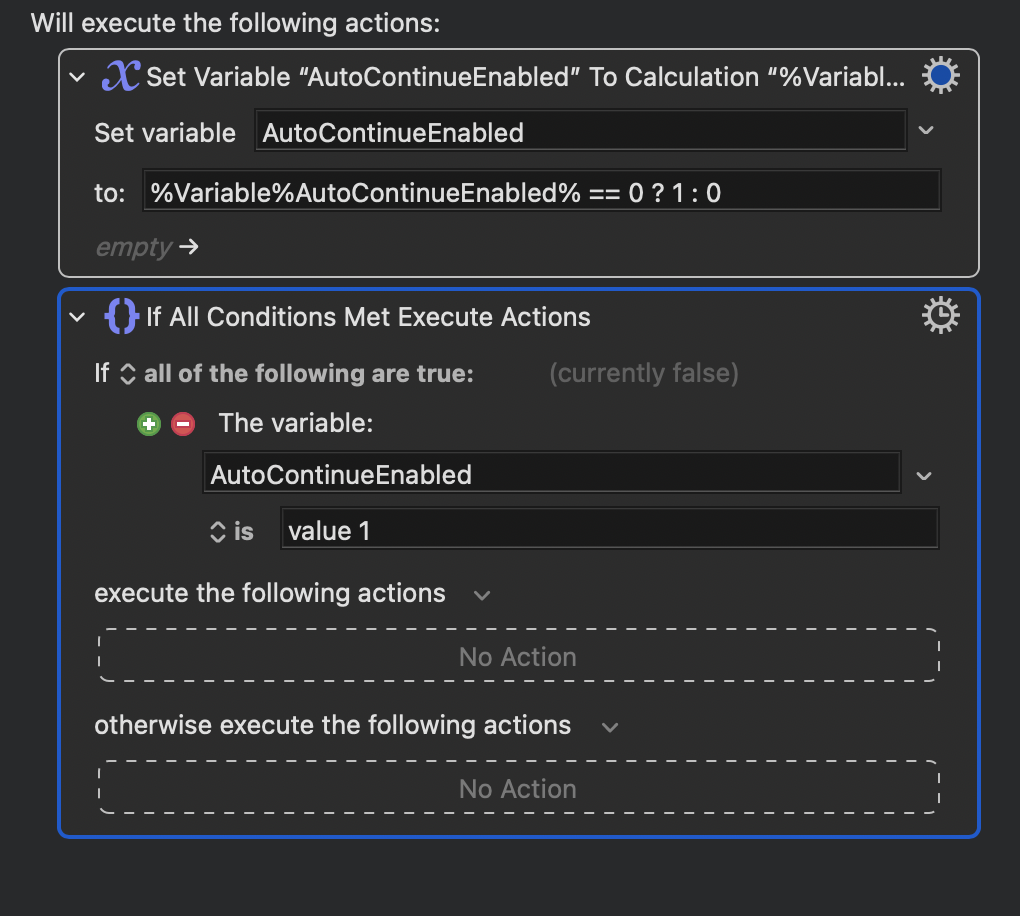 Will execute the following actions:
Set Variable “AutoContinueEnabled” To Calculation “%Variabl...
Set variable AutoContinueEnabled
to: %Variable%AutoContinueEnabled% == 0 ? 1 : 0
empty →
{} If All Conditions Met Execute Actions
If all of the following are true: (currently false)
The variable:
AutoContinueEnabled
is value 1
execute the following actions
No Action
otherwise execute the following actions
No Action